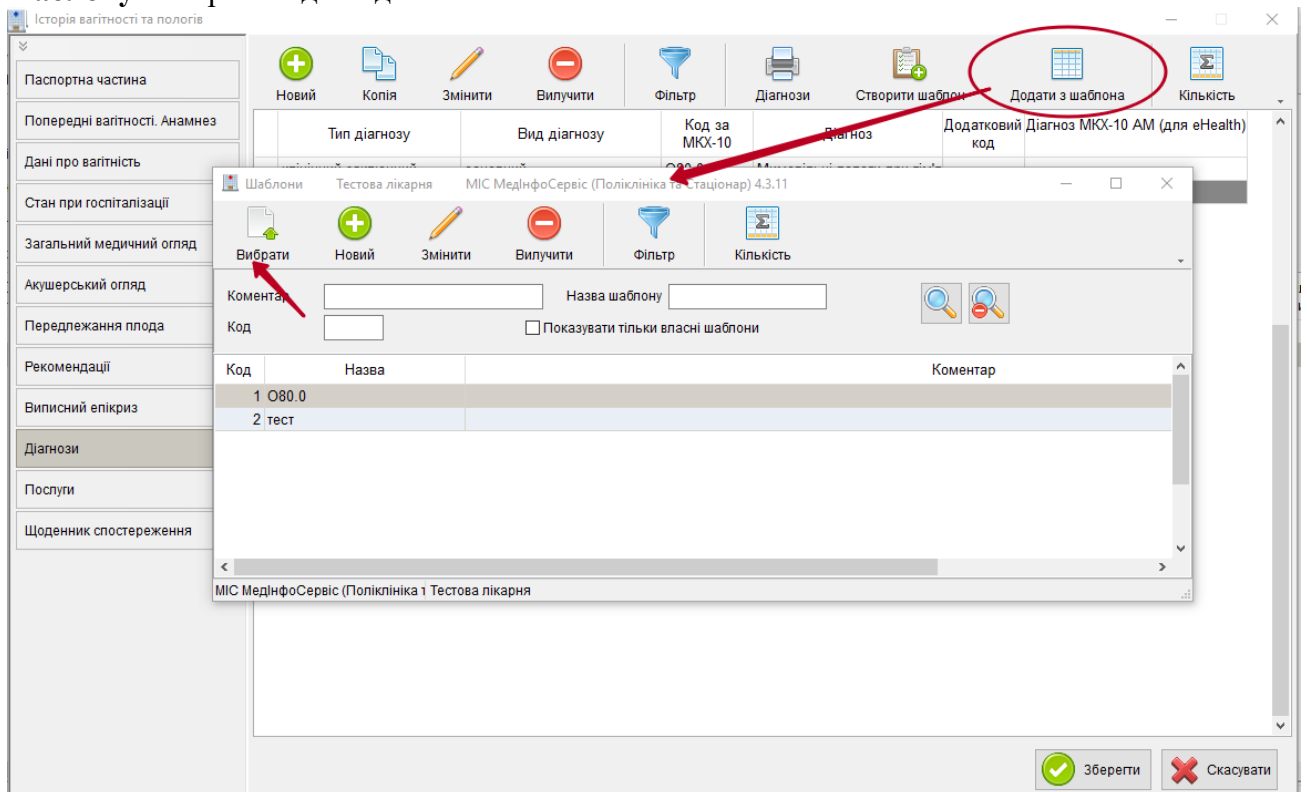 Історія вагітності та пологів
Паспортна частина
Попередні вагітності. Анамнез
Дані про вагітність
Стан при госпіталізації
Загальний медичний огляд
Акушерський огляд
Передлежання плода
Рекомендації
Виписний епікриз
Діагнози
Послуги
Щоденник спостереження
Новий Копія Змінити Вилучити Фільтр Діагнози Створити шаблон Додати з шаблона Кількість
Тип діагнозу Вид діагнозу Код за МКХ-10 Діагноз Додатковий код Діагноз МКХ-10 АМ (для eHealth)
Шаблони Тестова лікарня МІС МедІнфоСервіс (Поліклініка та Стаціонар) 4.3.11
Вибрати Новий Змінити Вилучити Фільтр Кількість
Коментар Назва шаблону
Код Показувати тільки власні шаблони
Код Назва Коментар
1 O80.0
2 тест
МІС МедІнфоСервіс (Поліклініка т Тестова лікарня
Зберегти Скасувати